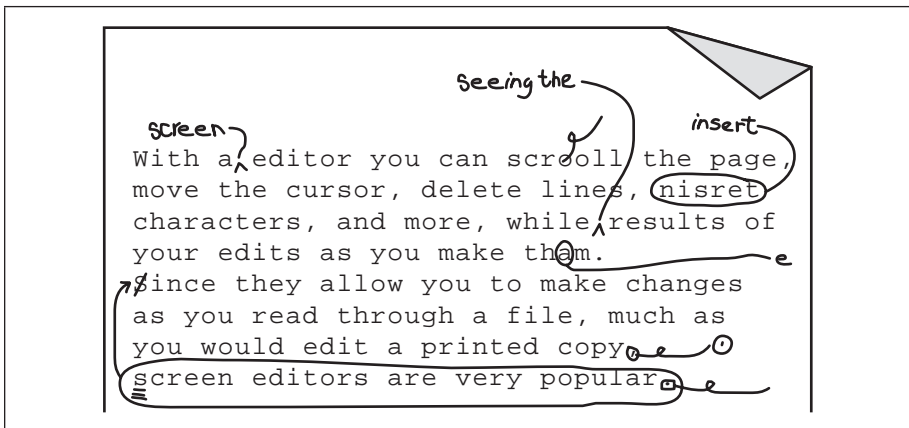 seeing the
screen insert
With a editor you can scrooll the page,
move the cursor, delete lines, nisret
characters, and more, while results of
your edits as you make tham.
e
Since they allow you to make changes
as you read through a file, much as
you would edit a printed copy,
screen editors are very popular.